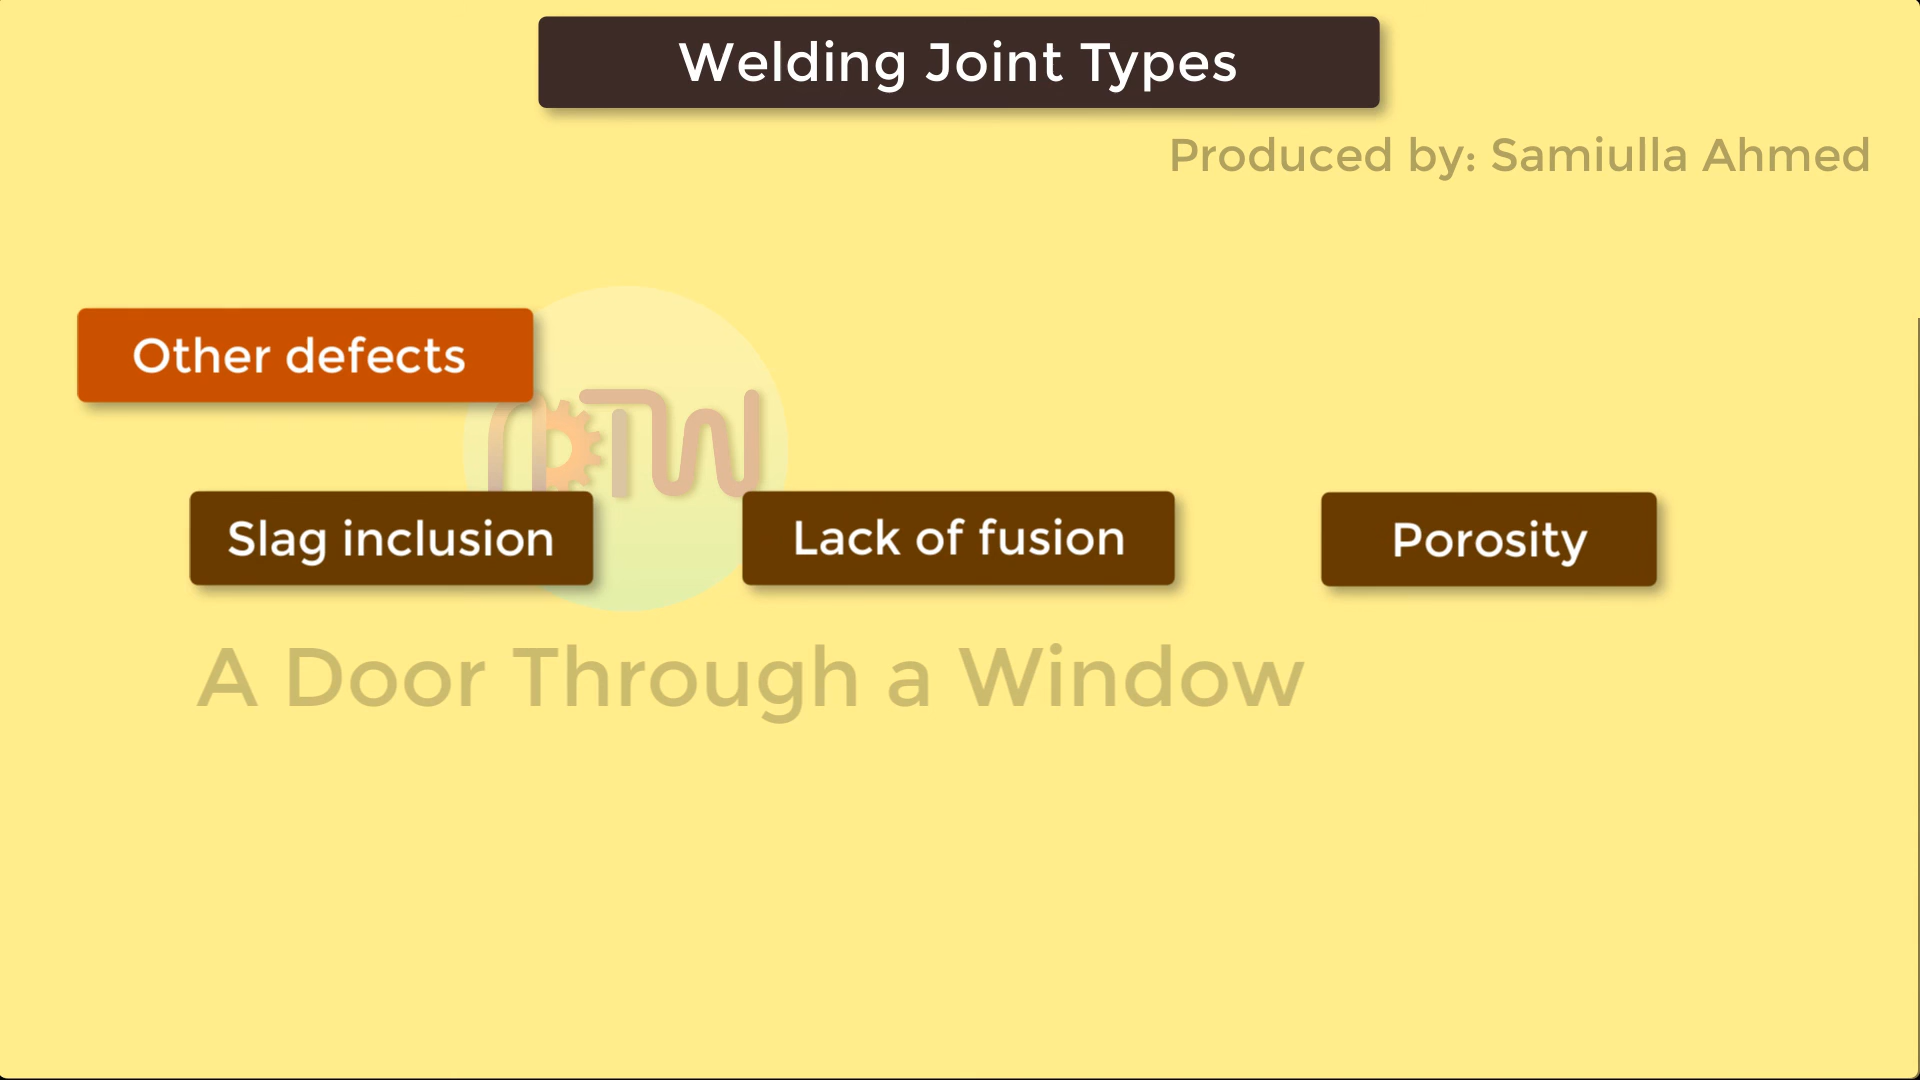 Welding Joint Types
Produced by: Samiulla Ahmed
Other defects
Slag inclusion
Lack of fusion
Porosity
A Door Through a Window